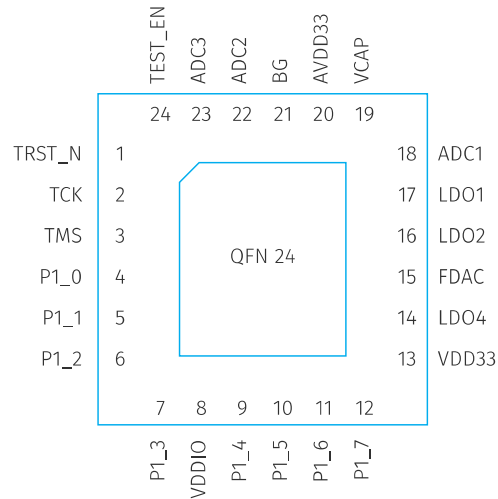 TEST_EN ADC3 ADC2 BG AVDD33 VCAP
24 23 22 21 20 19
TRST_N 1 18 ADC1
TCK 2 17 LDO1
TMS 3 16 LDO2
QFN 24
P1_0 4 15 FDAC
P1_1 5 14 LDO4
P1_2 6 13 VDD33
7 8 9 10 11 12
P1_3 VDDIO P1_4 P1_5 P1_6 P1_7